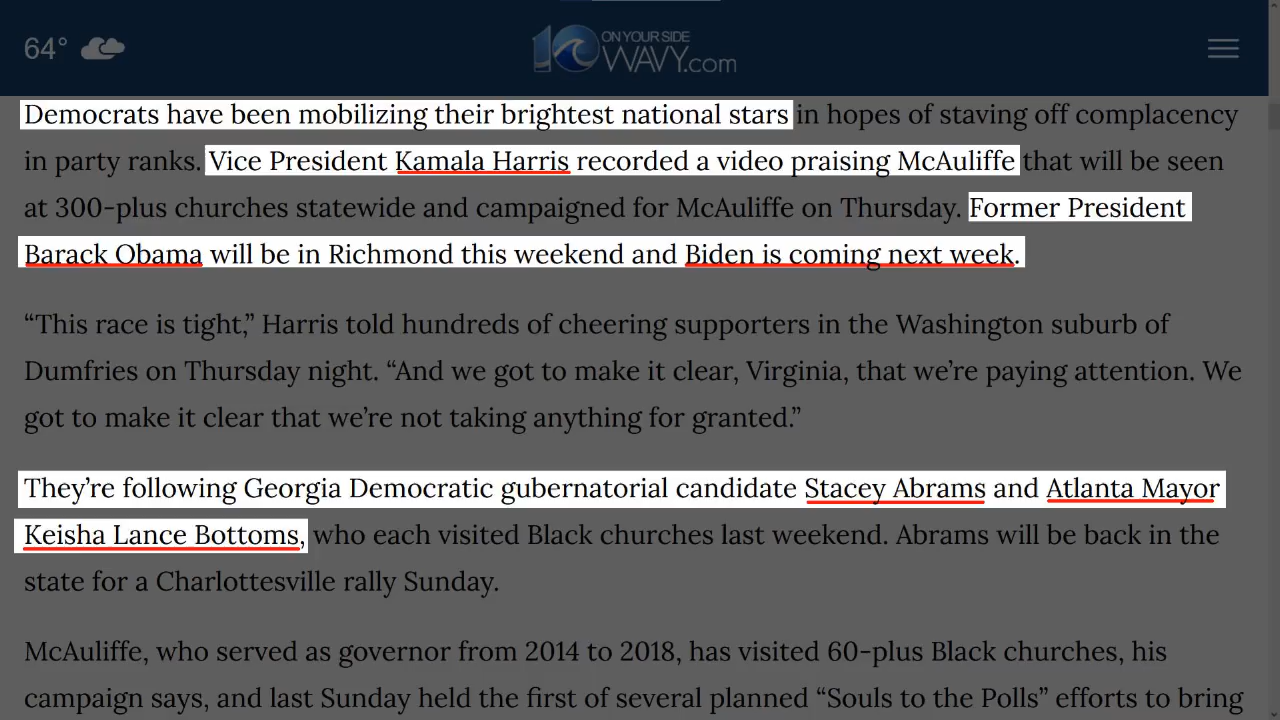 64°
10 ON YOUR SIDE
WAVY.com
Democrats have been mobilizing their brightest national stars in hopes of staving off complacency
in party ranks. Vice President Kamala Harris recorded a video praising McAuliffe that will be seen
at 300-plus churches statewide and campaigned for McAuliffe on Thursday. Former President
Barack Obama will be in Richmond this weekend and Biden is coming next week.
“This race is tight,” Harris told hundreds of cheering supporters in the Washington suburb of
Dumfries on Thursday night. “And we got to make it clear, Virginia, that we’re paying attention. We
got to make it clear that we’re not taking anything for granted.”
They’re following Georgia Democratic gubernatorial candidate Stacey Abrams and Atlanta Mayor
Keisha Lance Bottoms, who each visited Black churches last weekend. Abrams will be back in the
state for a Charlottesville rally Sunday.
McAuliffe, who served as governor from 2014 to 2018, has visited 60-plus Black churches, his
campaign says, and last Sunday held the first of several planned “Souls to the Polls” efforts to bring